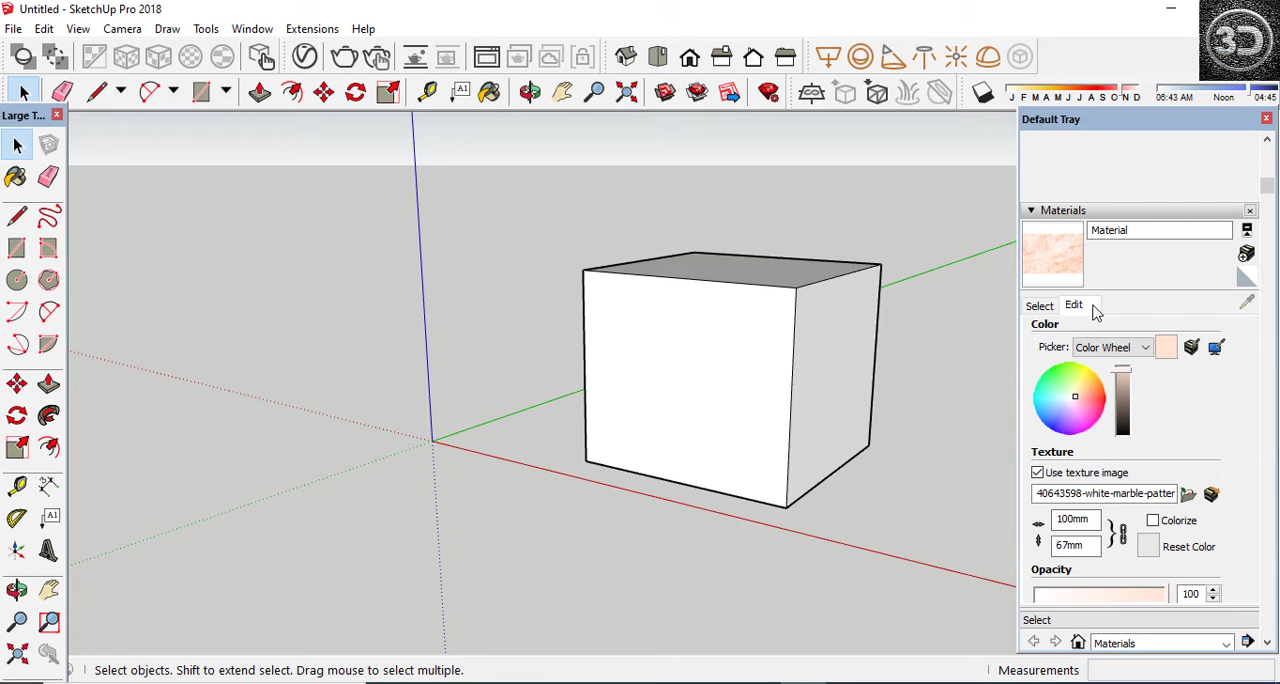 Untitled - SketchUp Pro 2018
File Edit View Camera Draw Tools Window Extensions Help
3D
A1
J F M A M J J A S O N D 06:43 AM Noon 04:45
Large T...
Default Tray
Materials
Material
Select Edit
Color
Picker: Color Wheel
Texture
Use texture image
40643598-white-marble-patter
100mm
Colorize
67mm
Reset Color
A1
Opacity
100
Select
Materials
Select objects. Shift to extend select. Drag mouse to select multiple.
Measurements